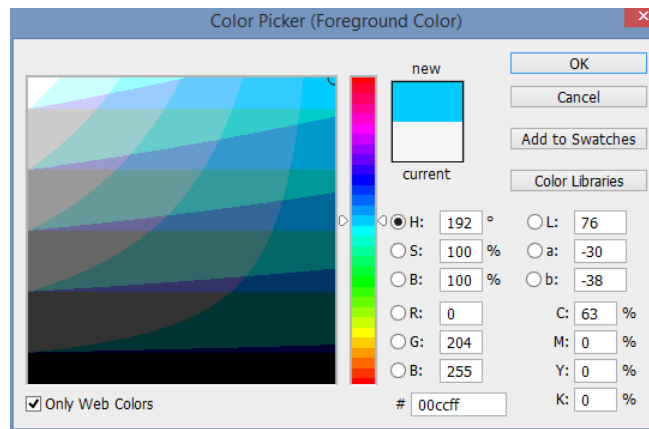 Color Picker (Foreground Color)
new
current
OK
Cancel
Add to Swatches
Color Libraries
H: 192 °
S: 100 %
B: 100 %
R: 0
G: 204
B: 255
# 00ccff
L: 76
a: -30
b: -38
C: 63 %
M: 0 %
Y: 0 %
K: 0 %
Only Web Colors